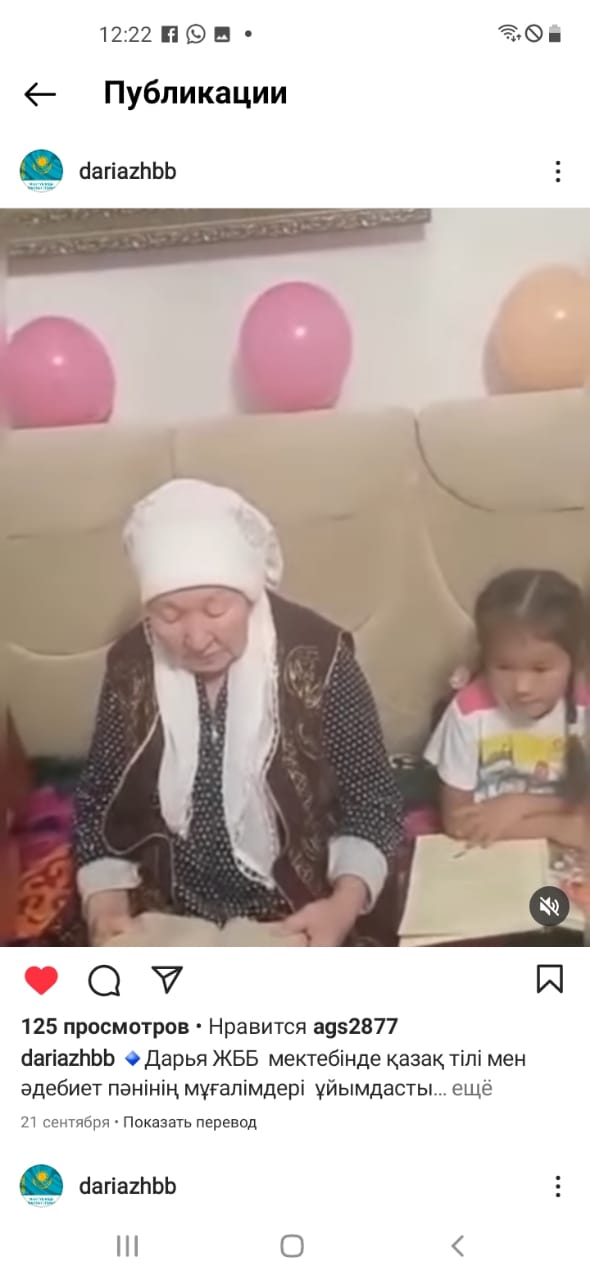 12:22
Публикации
dariazhbb
125 просмотров • Нравится ags2877
dariazhbb 🔹Дарья ЖББ мектебінде қазақ тілі мен
әдебиет пәнінің мұғалімдері ұйымдасты... ещё
21 сентября • Показать перевод
dariazhbb